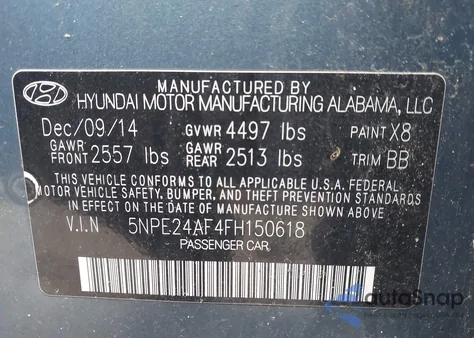 MANUFACTURED BY
HYUNDAI MOTOR MANUFACTURING ALABAMA, LLC
Dec/09/14 GVWR 4497 lbs PAINT X8
GAWR FRONT 2557 lbs GAWR REAR 2513 lbs TRIM BB
THIS VEHICLE CONFORMS TO ALL APPLICABLE U.S.A. FEDERAL
MOTOR VEHICLE SAFETY, BUMPER, AND THEFT PREVENTION STANDARDS
IN EFFECT ON THE DATE OF MANUFACTURE SHOWN ABOVE.
V.I.N 5NPE24AF4FH150618
PASSENGER CAR
autoSnap